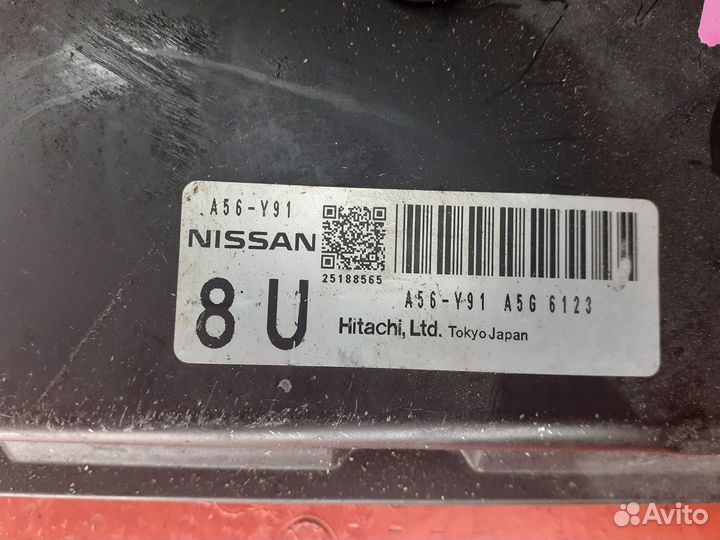 A56-Y91
NISSAN
25188565
8 U
A56-Y91 A5G 6123
Hitachi, Ltd. Tokyo Japan
Avito